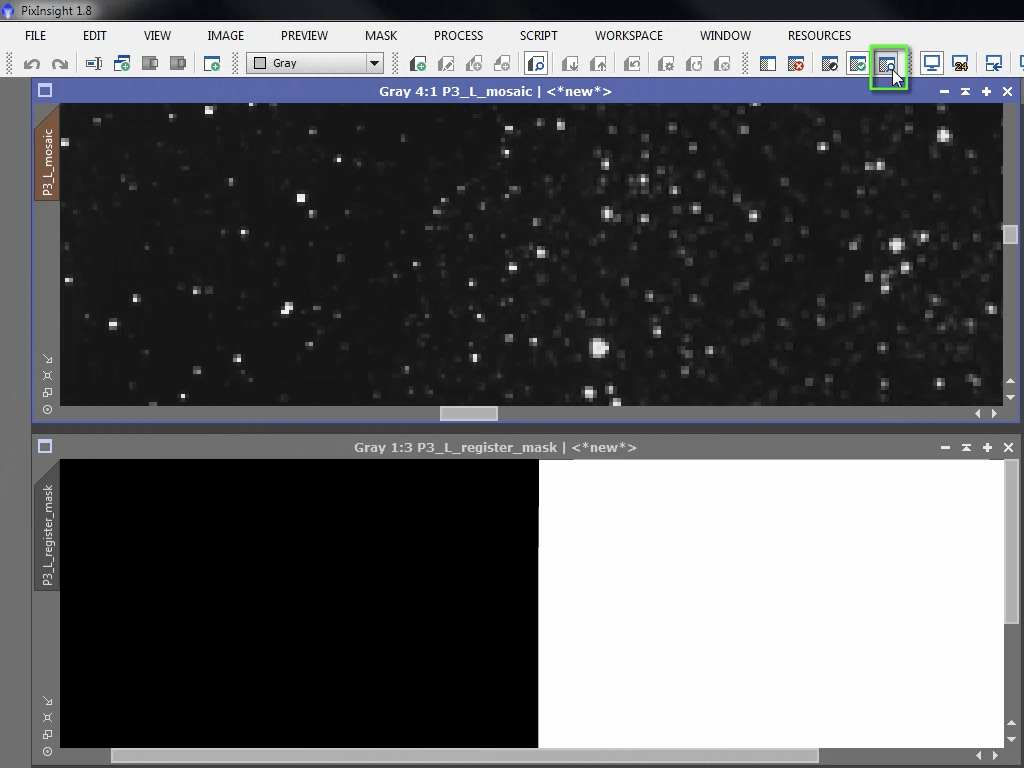 PixInsight 1.8
FILE EDIT VIEW IMAGE PREVIEW MASK PROCESS SCRIPT WORKSPACE WINDOW RESOURCES
Gray
24
Gray 4:1 P3_L_mosaic | <*new*>
P3_L_mosaic
Gray 1:3 P3_L_register_mask | <*new*>
P3_L_register_mask